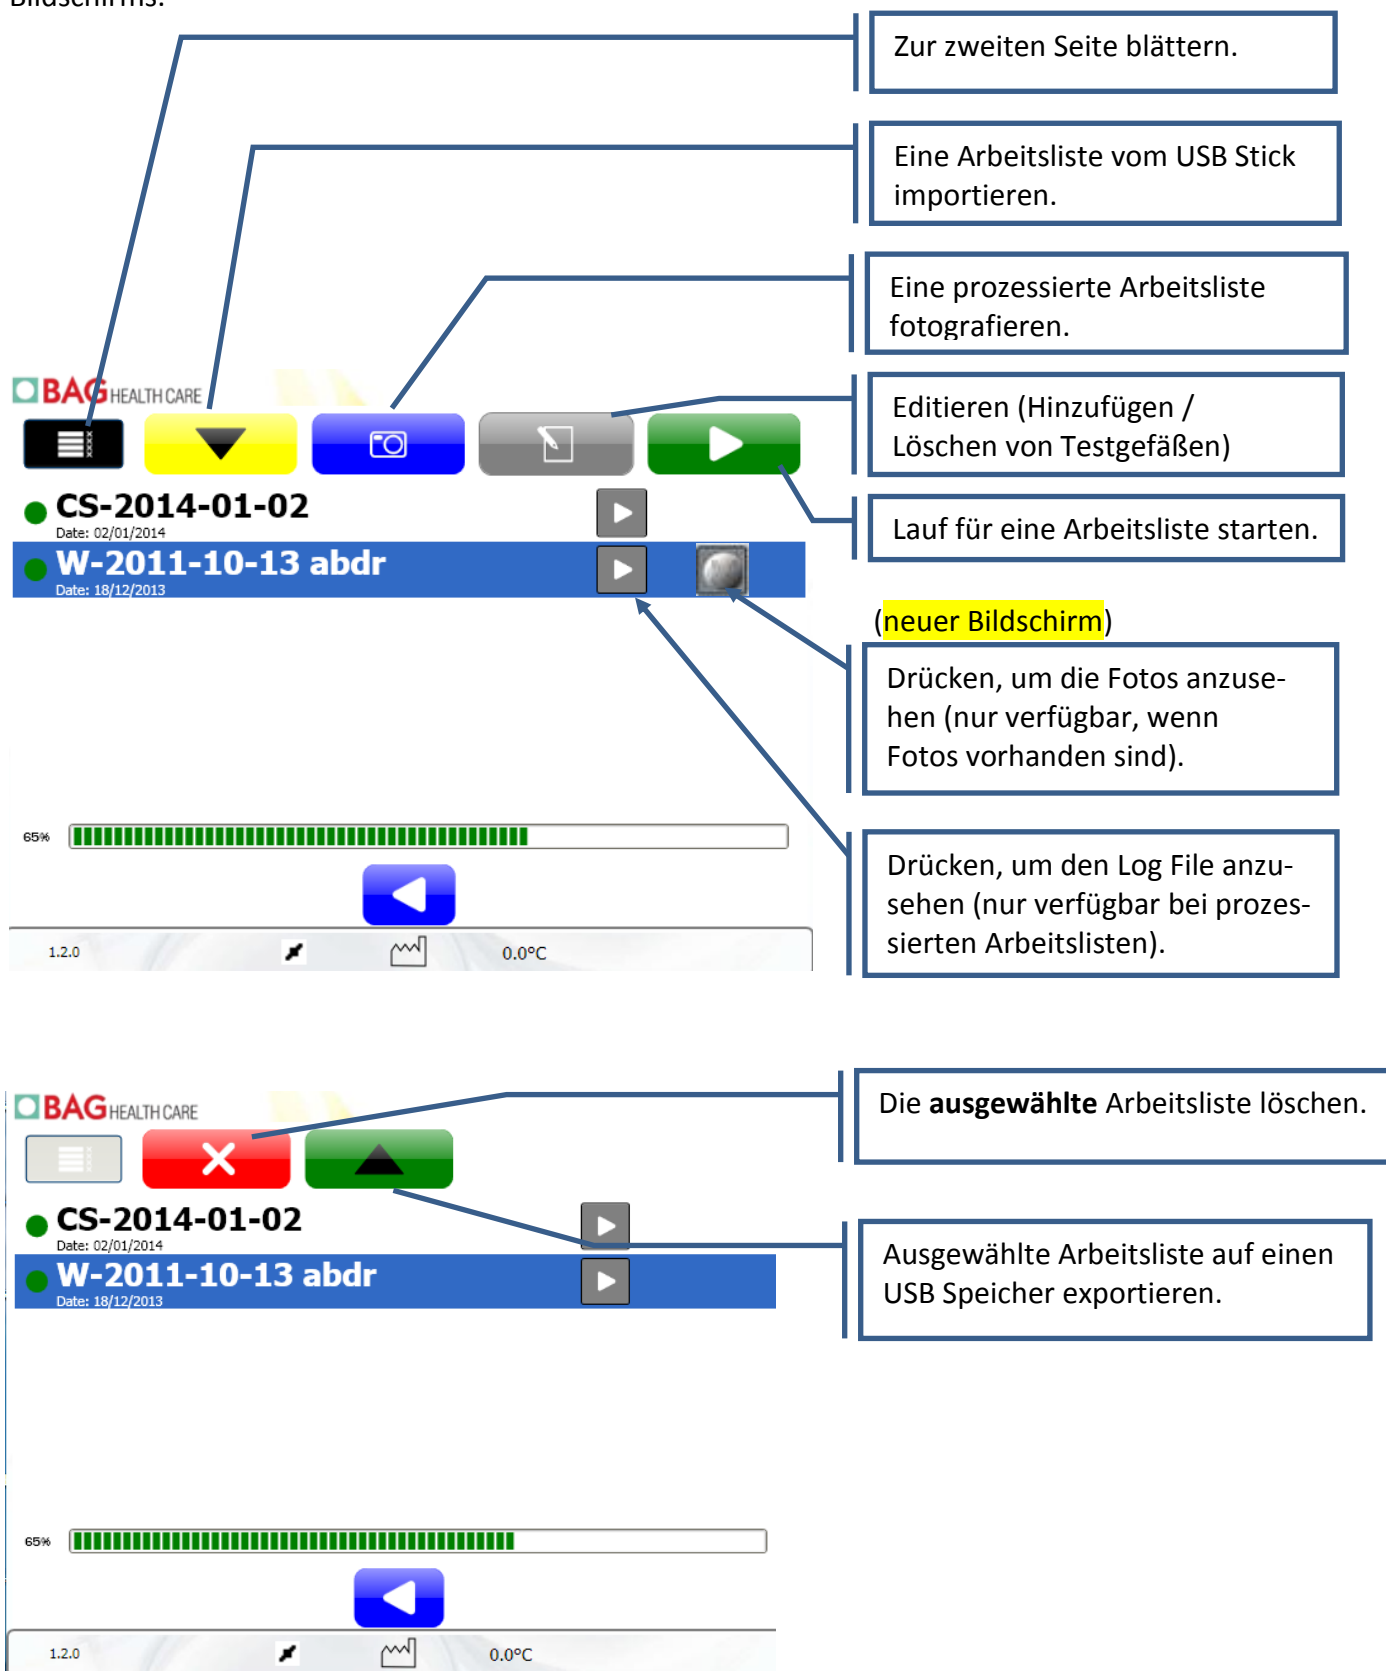 Bildschirms.
Zur zweiten Seite blättern.
Eine Arbeitsliste vom USB Stick
importieren.
Eine prozessierte Arbeitsliste
fotografieren.
BAG HEALTH CARE
Editieren (Hinzufügen /
Löschen von Testgefäßen)
CS-2014-01-02
Date: 02/01/2014
Lauf für eine Arbeitsliste starten.
W-2011-10-13 abdr
Date: 18/12/2013
(neuer Bildschirm)
Drücken, um die Fotos anzuse-
hen (nur verfügbar, wenn
Fotos vorhanden sind).
65%
Drücken, um den Log File anzu-
sehen (nur verfügbar bei prozes-
sierten Arbeitslisten).
1.2.0
0.0°C
BAG HEALTH CARE
Die ausgewählte Arbeitsliste löschen.
CS-2014-01-02
Date: 02/01/2014
W-2011-10-13 abdr
Date: 18/12/2013
Ausgewählte Arbeitsliste auf einen
USB Speicher exportieren.
65%
1.2.0
0.0°C